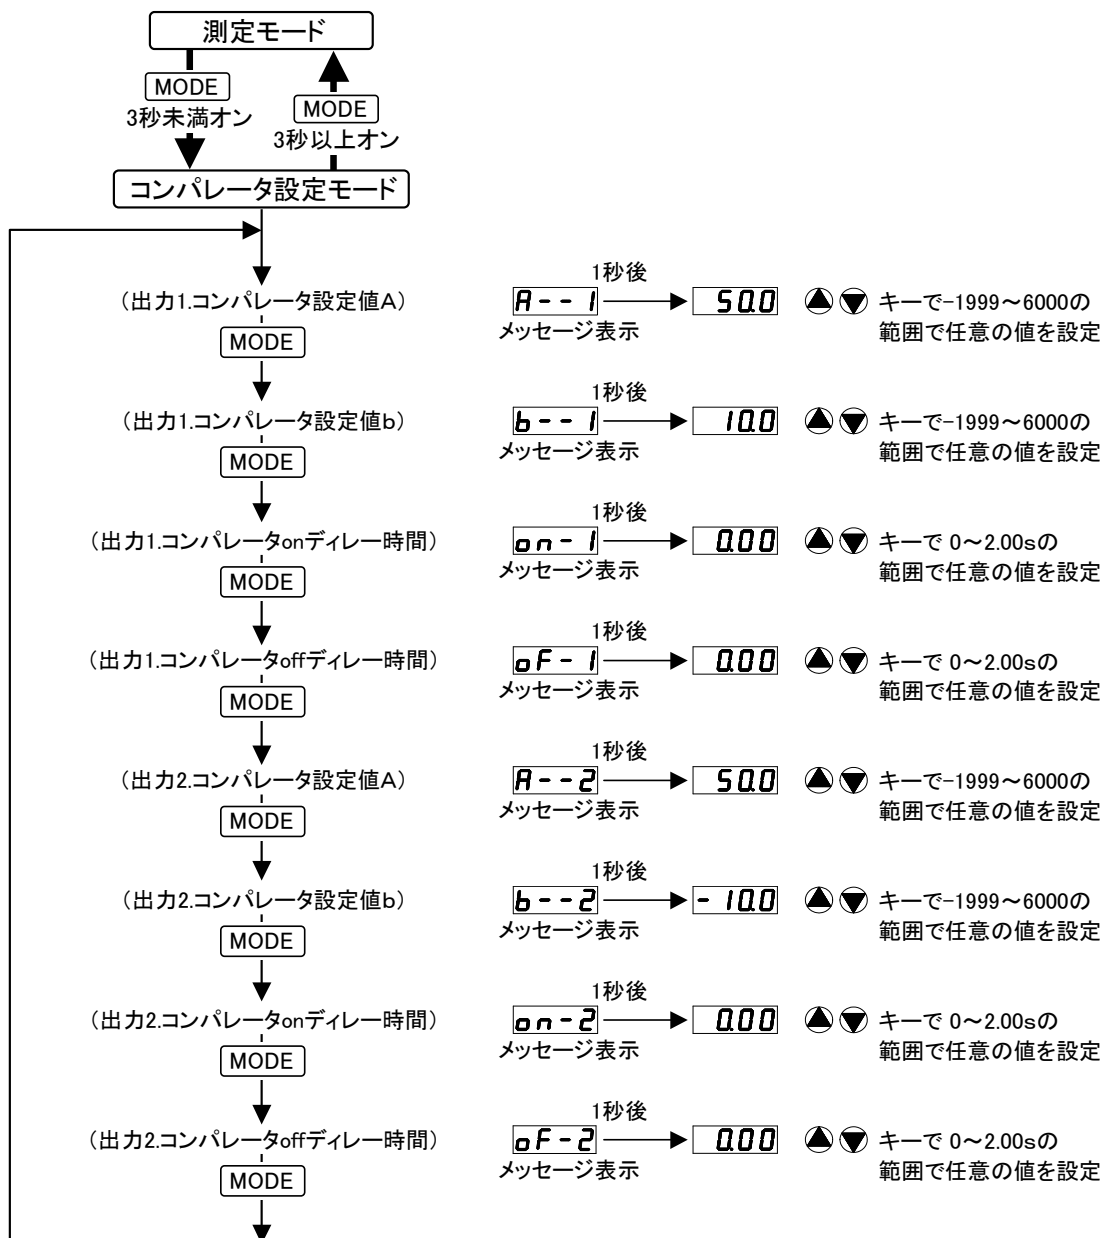 測定モード
MODE
3秒未満オン
MODE
3秒以上オン
コンパレータ設定モード
(出力1.コンパレータ設定値A)
MODE
1秒後
A--1
50.0
メッセージ表示
キーで-1999～6000の
範囲で任意の値を設定
(出力1.コンパレータ設定値b)
MODE
1秒後
b--1
10.0
メッセージ表示
キーで-1999～6000の
範囲で任意の値を設定
(出力1.コンパレータonディレー時間)
MODE
1秒後
on-1
0.00
メッセージ表示
キーで 0～2.00sの
範囲で任意の値を設定
(出力1.コンパレータoffディレー時間)
MODE
1秒後
oF-1
0.00
メッセージ表示
キーで 0～2.00sの
範囲で任意の値を設定
(出力2.コンパレータ設定値A)
MODE
1秒後
A--2
50.0
メッセージ表示
キーで-1999～6000の
範囲で任意の値を設定
(出力2.コンパレータ設定値b)
MODE
1秒後
b--2
-10.0
メッセージ表示
キーで-1999～6000の
範囲で任意の値を設定
(出力2.コンパレータonディレー時間)
MODE
1秒後
on-2
0.00
メッセージ表示
キーで 0～2.00sの
範囲で任意の値を設定
(出力2.コンパレータoffディレー時間)
MODE
1秒後
oF-2
0.00
メッセージ表示
キーで 0～2.00sの
範囲で任意の値を設定